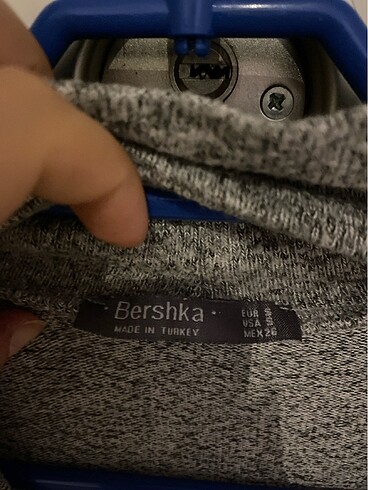 Bershka
MADE IN TURKEY
EUR
USA
MEX 26